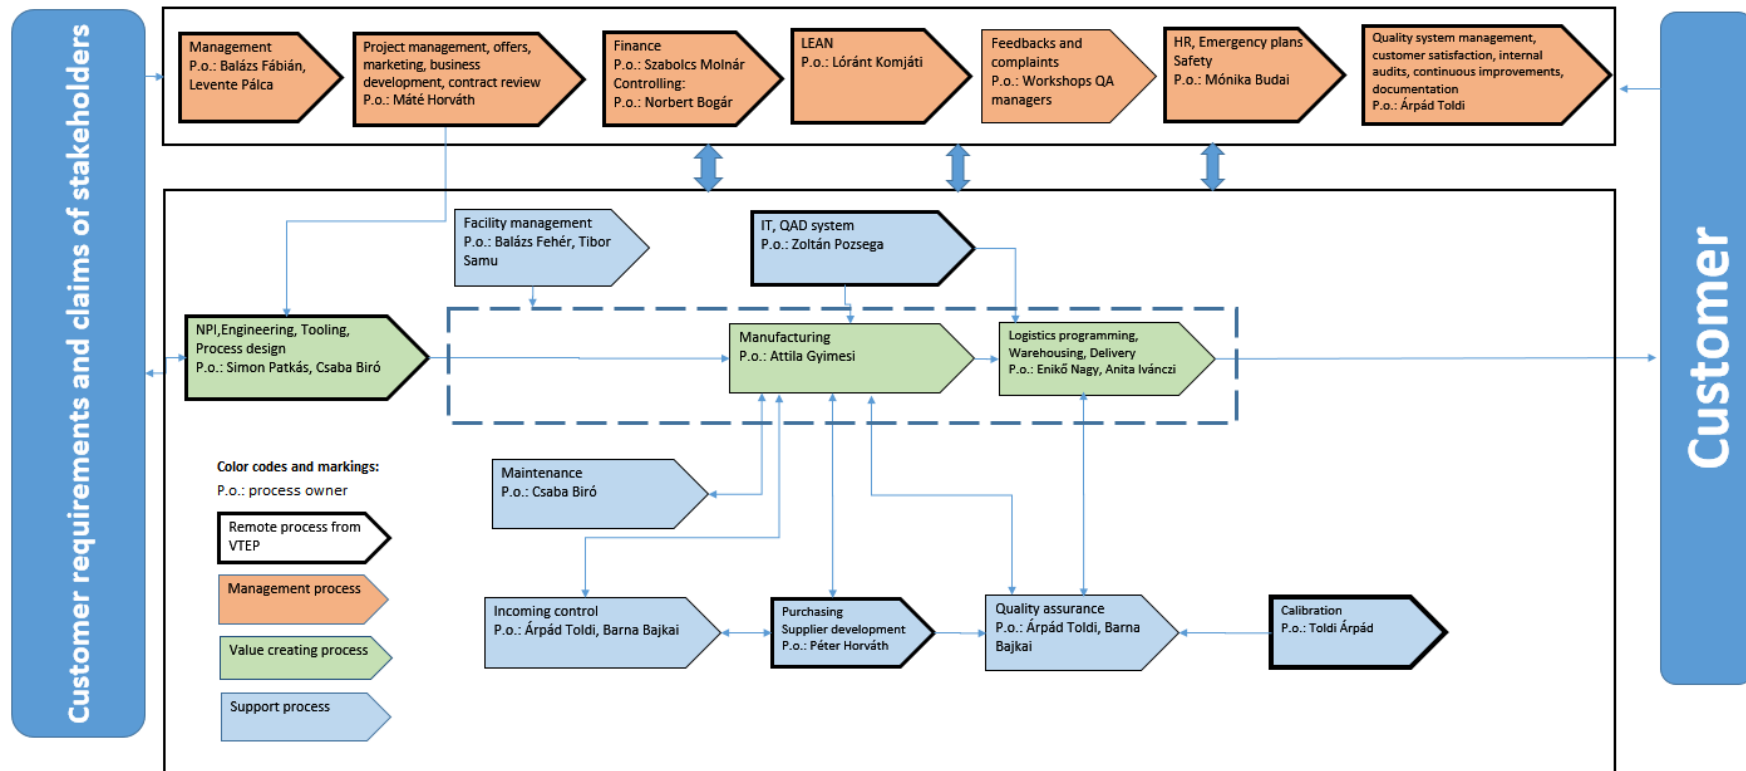 Customer requirements and claims of stakeholders
Management
P.o.: Balázs Fábián,
Levente Pálca
Project management, offers,
marketing, business
development, contract review
P.o.: Máté Horváth
Finance
P.o.: Szabolcs Molnár
Controlling:
P.o.: Norbert Bogár
LEAN
P.o.: Lóránt Komjáti
Feedbacks and
complaints
P.o.: Workshops QA
managers
HR, Emergency plans
Safety
P.o.: Mónika Budai
Quality system management,
customer satisfaction, internal
audits, continuous improvements,
documentation
P.o.: Árpád Toldi
Customer
Facility management
P.o.: Balázs Fehér, Tibor
Samu
IT, QAD system
P.o.: Zoltán Pozsega
NPI,Engineering, Tooling,
Process design
P.o.: Simon Patkás, Csaba Biró
Manufacturing
P.o.: Attila Gyimesi
Logistics programming,
Warehousing, Delivery
P.o.: Enikő Nagy, Anita Ivánczi
Maintenance
P.o.: Csaba Biró
Incoming control
P.o.: Árpád Toldi, Barna Bajkai
Purchasing
Supplier development
P.o.: Péter Horváth
Quality assurance
P.o.: Árpád Toldi, Barna
Bajkai
Calibration
P.o.: Toldi Árpád
Color codes and markings:
P.o.: process owner
Remote process from
VTEP
Management process
Value creating process
Support process